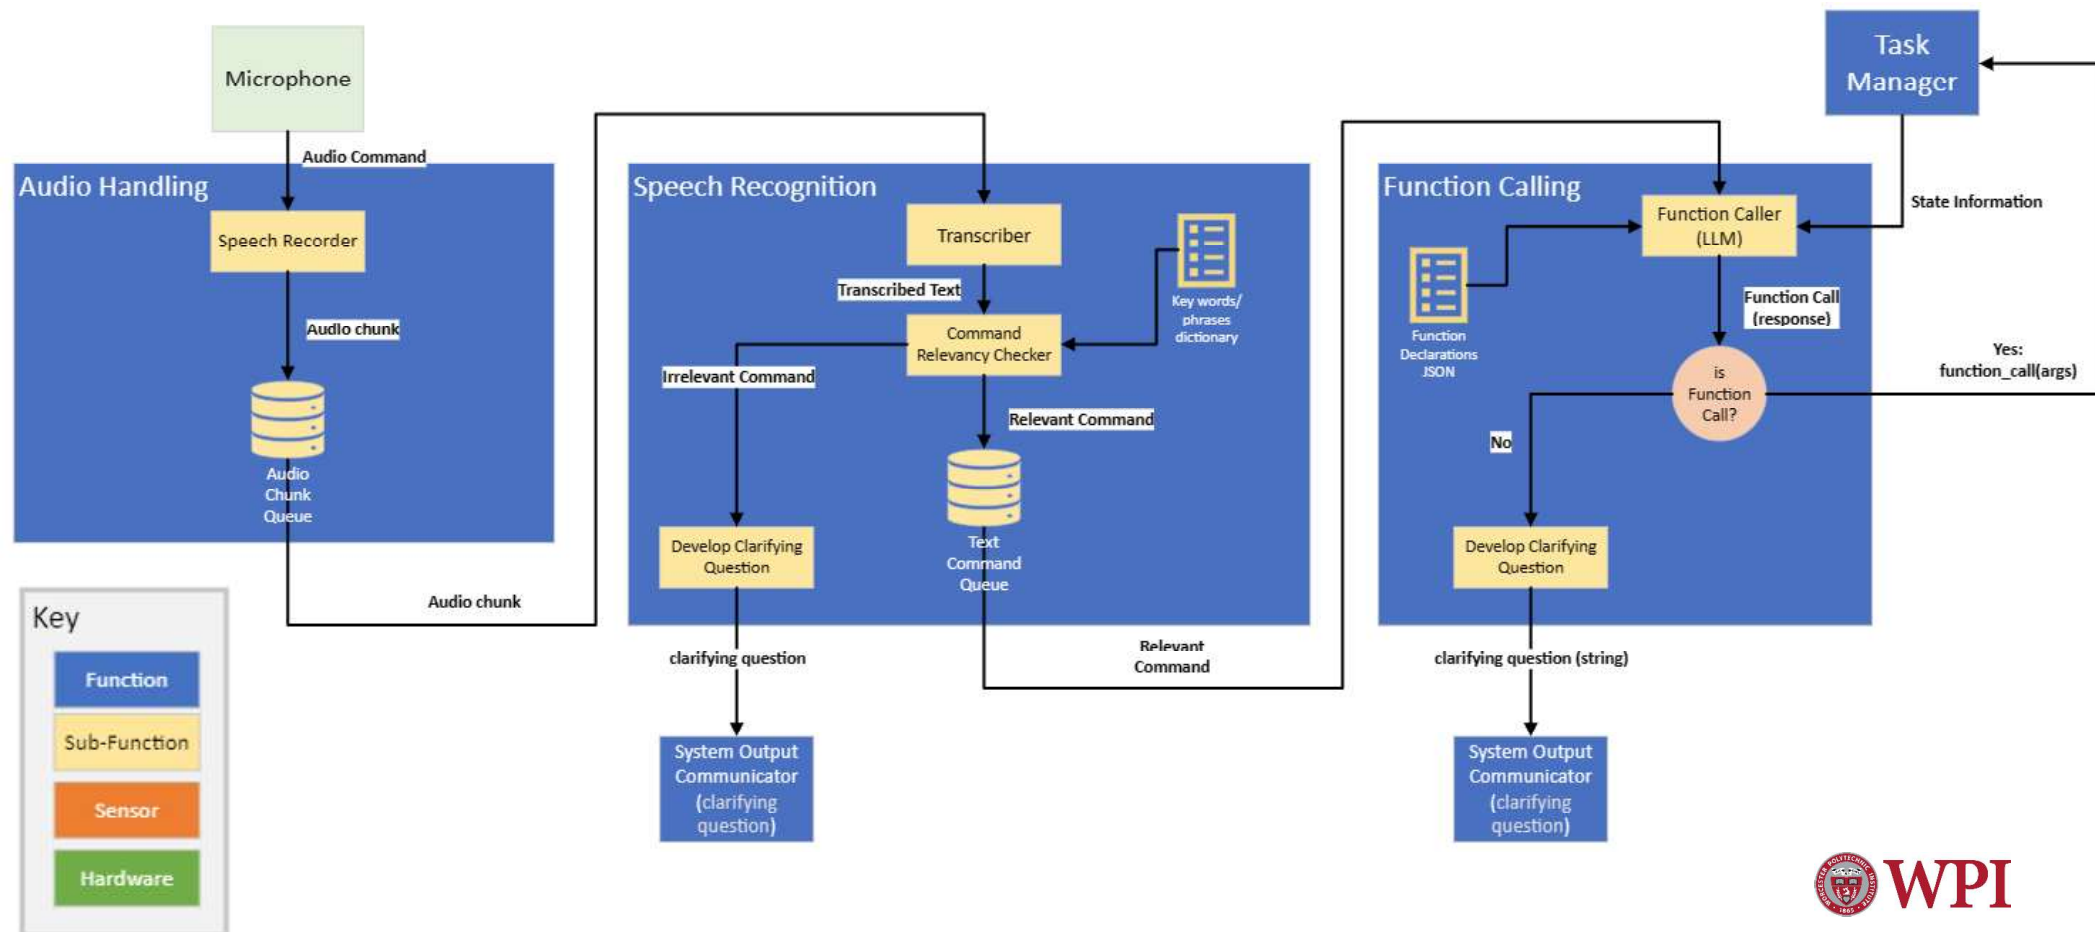 Microphone
Audio Command
Audio Handling
Speech Recorder
Audio chunk
Audio
Chunk
Queue
Audio chunk
Speech Recognition
Transcriber
Transcribed Text
Key words/
phrases
dictionary
Command
Relevancy Checker
Irrelevant Command
Relevant Command
Develop Clarifying
Question
Text
Command
Queue
clarifying question
Relevant
Command
System Output
Communicator
(clarifying
question)
Task
Manager
Function Calling
State Information
Function Caller
(LLM)
Function
Declarations
JSON
Function Call
(response)
is
Function
Call?
Yes:
function_call(args)
No
Develop Clarifying
Question
clarifying question (string)
System Output
Communicator
(clarifying
question)
Key
Function
Sub-Function
Sensor
Hardware
WORCESTER POLYTECHNIC INSTITUTE
1865
WPI